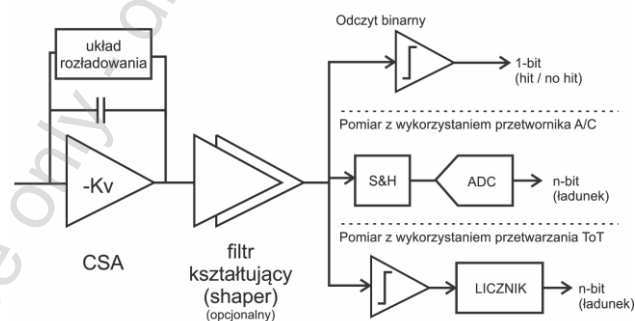 układ
rozładowania
-Kv
CSA
filtr
kształtujący
(shaper)
(opcjonalny)
Odczyt binarny
1-bit
(hit / no hit)
Pomiar z wykorzystaniem przetwornika A/C
S&H
ADC
n-bit
(ładunek)
Pomiar z wykorzystaniem przetwarzania ToT
LICZNIK
n-bit
(ładunek)
only